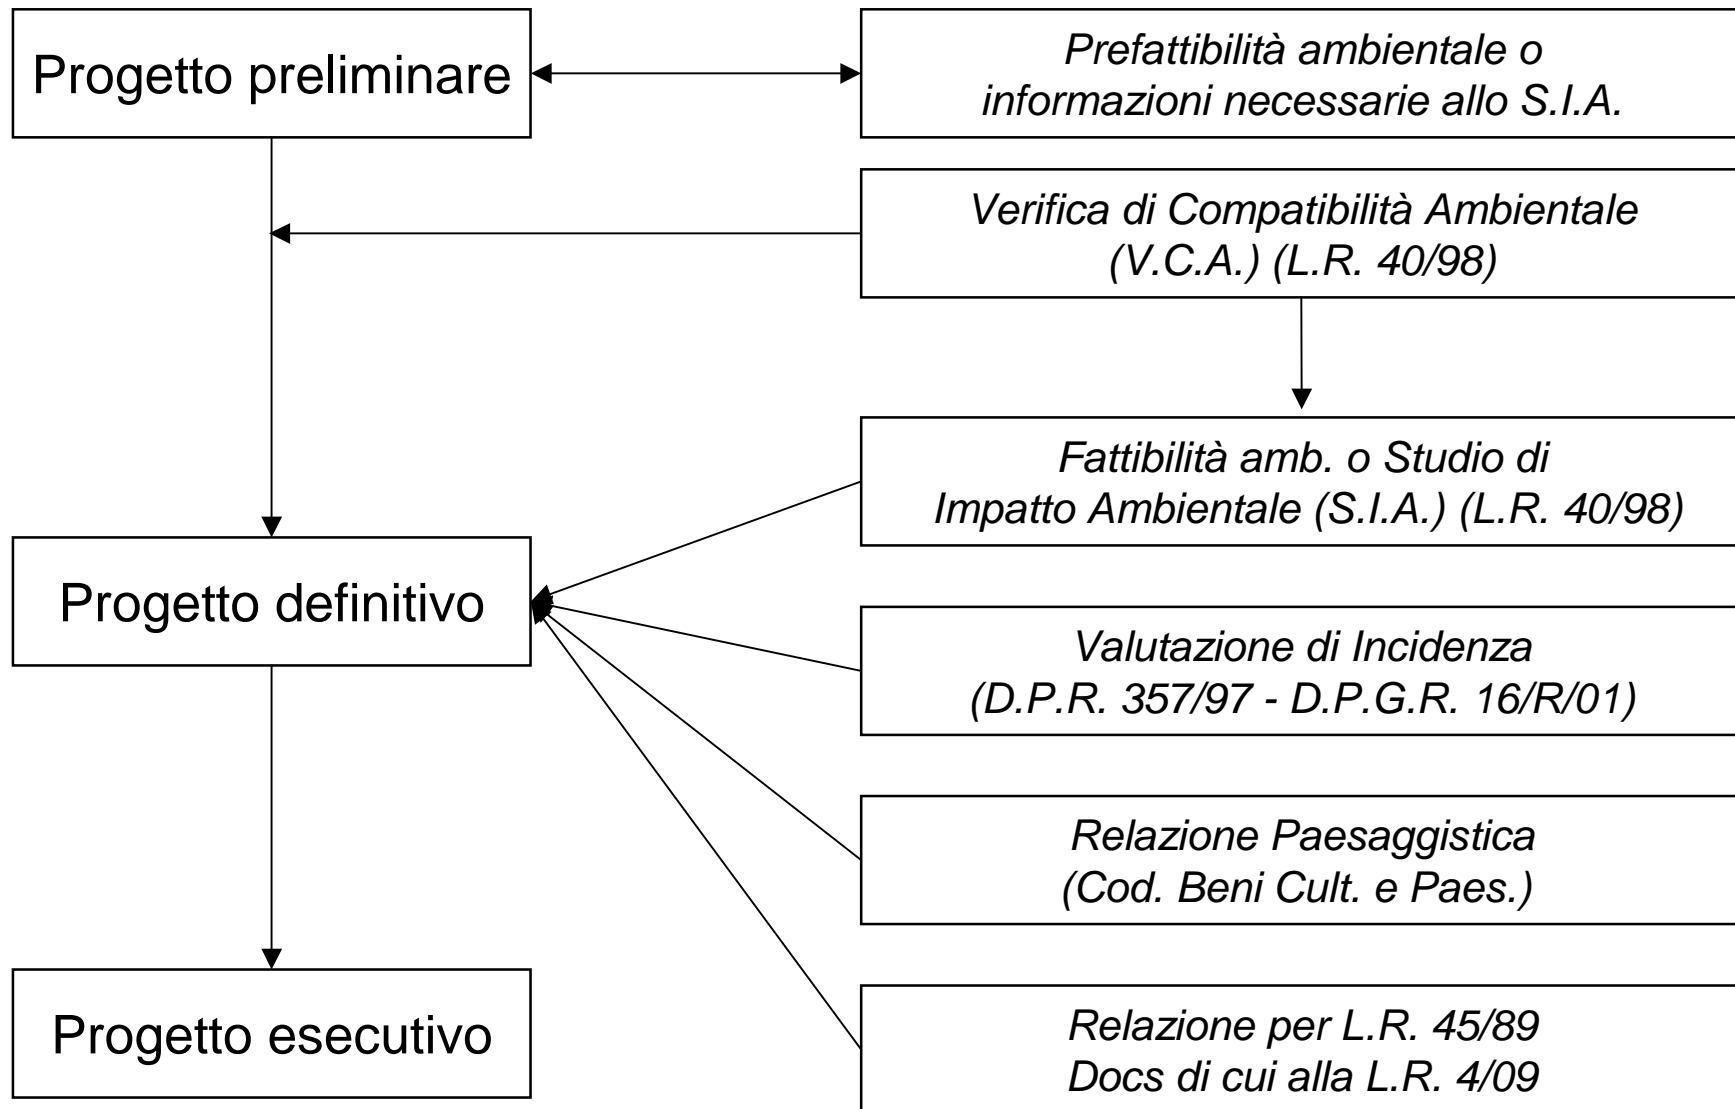 Progetto preliminare
Prefattibilità ambientale o
informazioni necessarie allo S.I.A.
Verifica di Compatibilità Ambientale
(V.C.A.) (L.R. 40/98)
Fattibilità amb. o Studio di
Impatto Ambientale (S.I.A.) (L.R. 40/98)
Progetto definitivo
Valutazione di Incidenza
(D.P.R. 357/97 - D.P.G.R. 16/R/01)
Relazione Paesaggistica
(Cod. Beni Cult. e Paes.)
Progetto esecutivo
Relazione per L.R. 45/89
Docs di cui alla L.R. 4/09